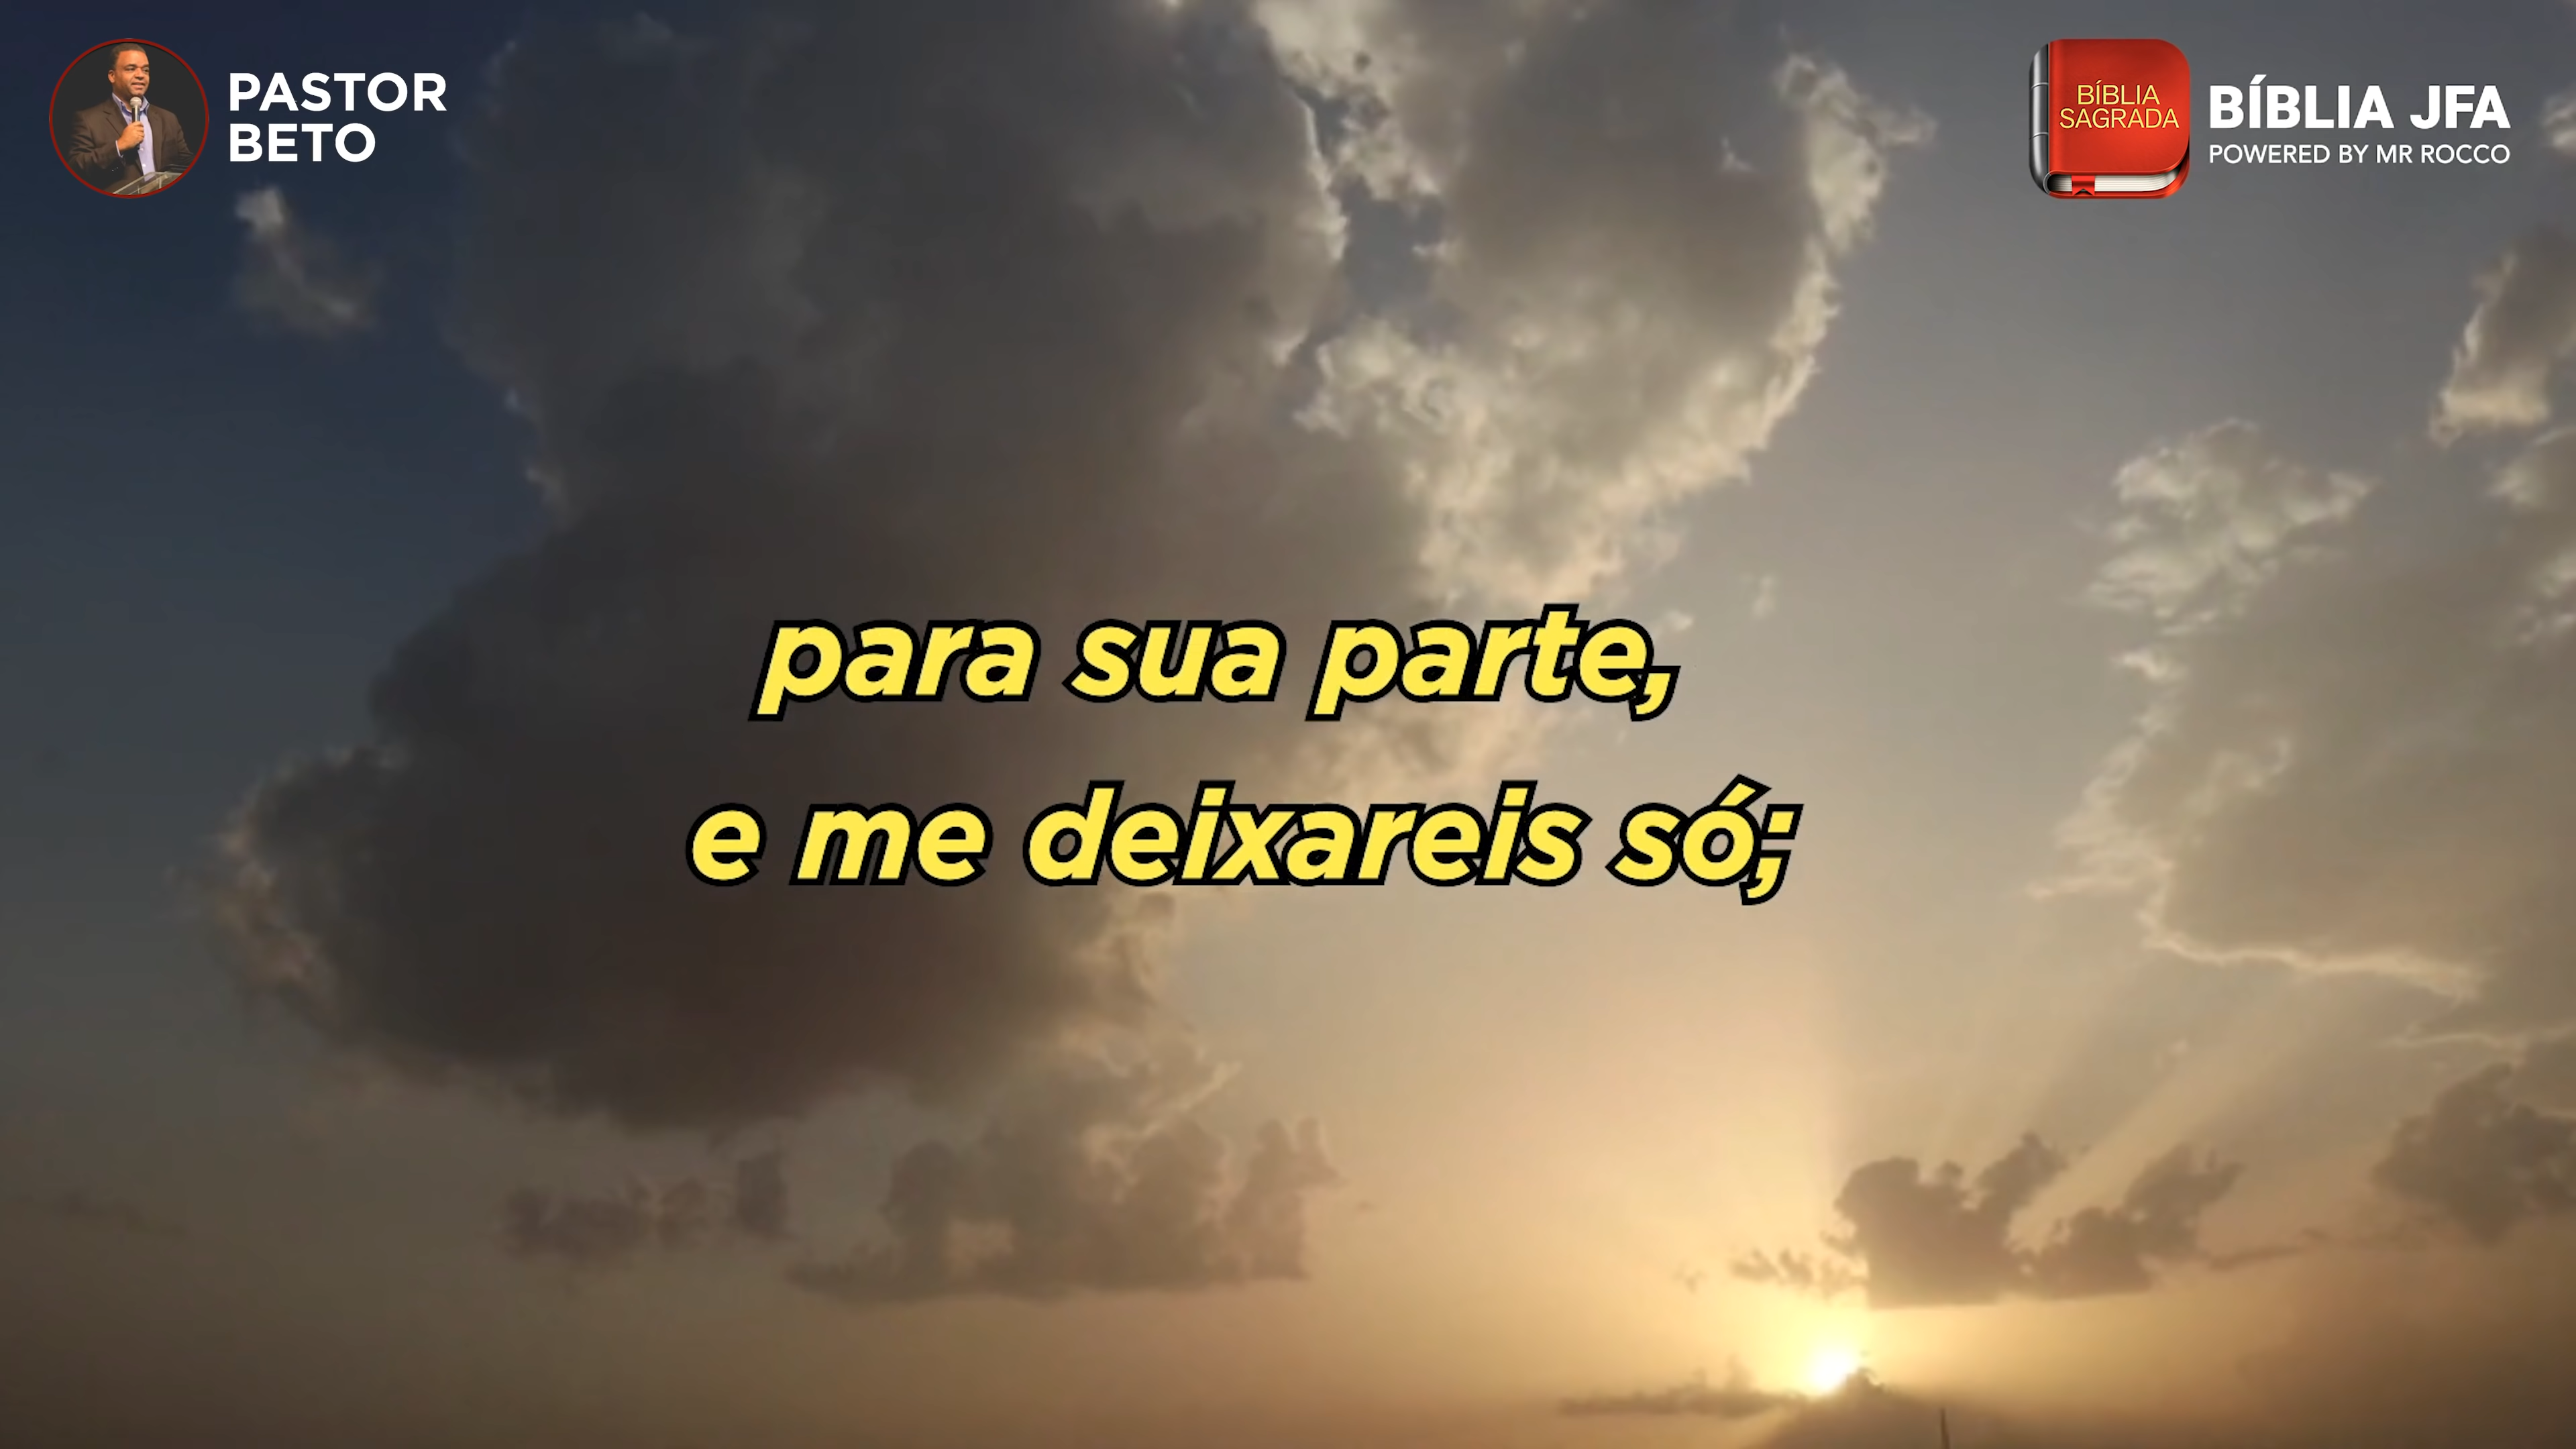 PASTOR
BETO
BÍBLIA
SAGRADA
BÍBLIA JFA
POWERED BY MR ROCCO
para sua parte,
e me deixareis só;